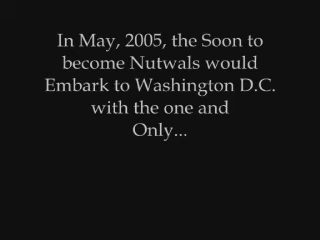 In May, 2005, the Soon to
become Nutwals would
Embark to Washington D.C.
with the one and
Only...